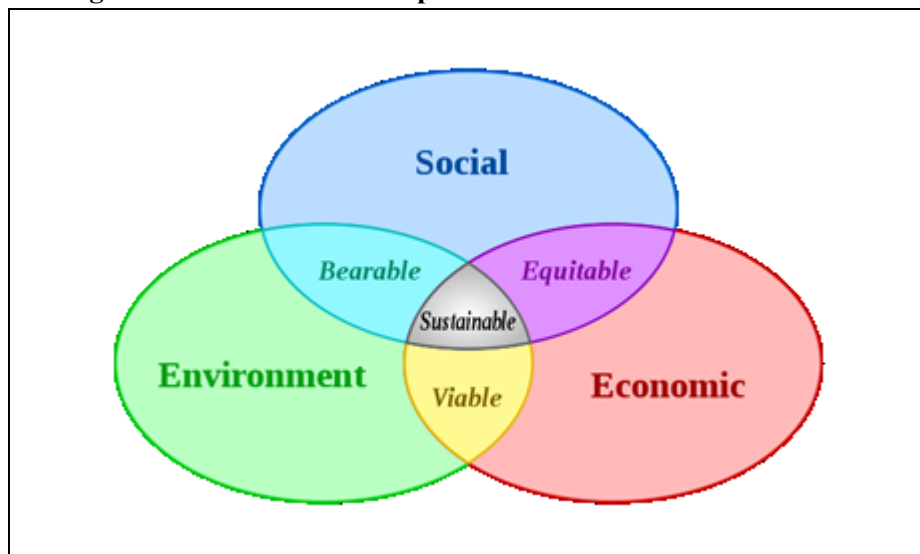 Social
Bearable
Equitable
Sustainable
Environment
Economic
Viable